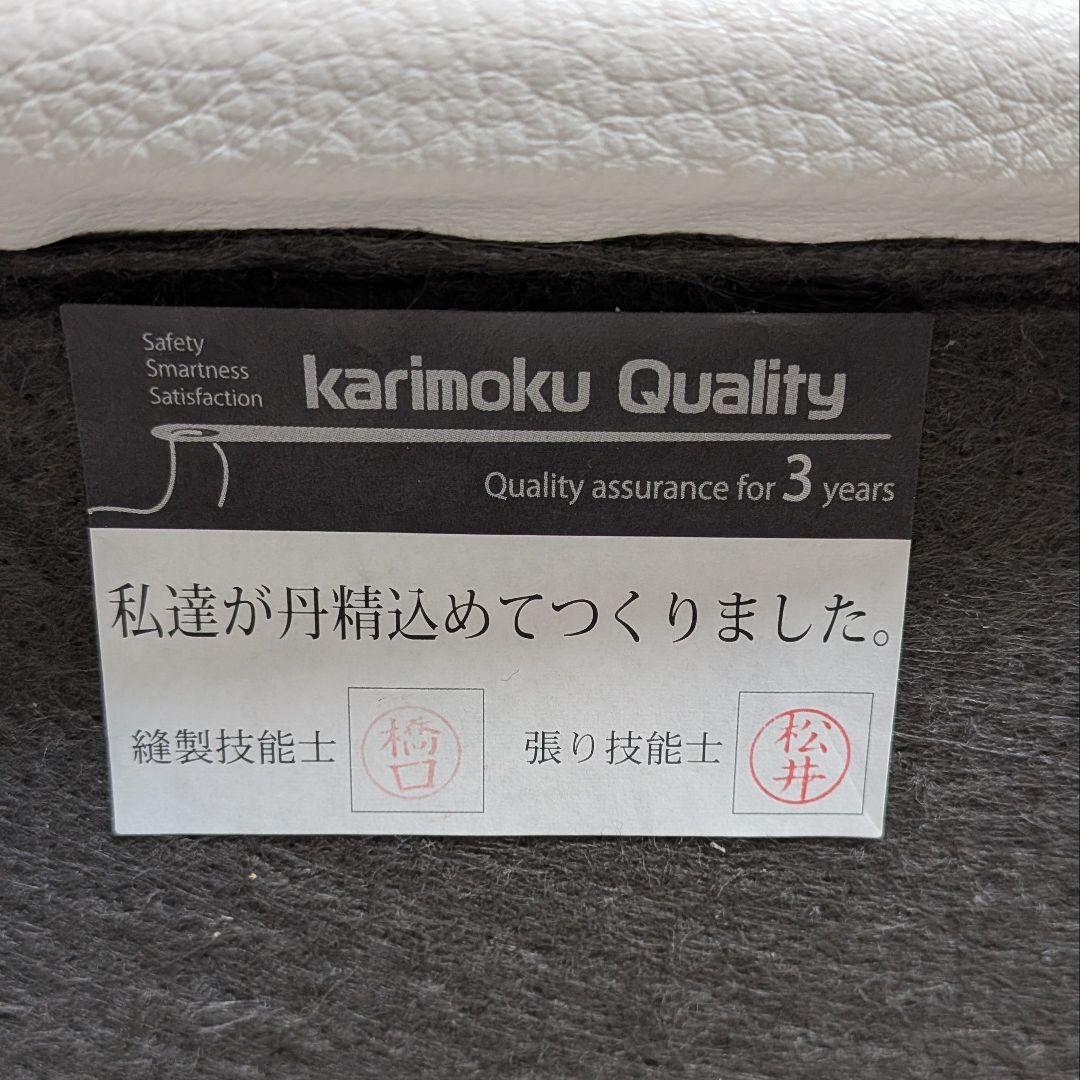 Safety
Smartness
Satisfaction
karimoku Quality
Quality assurance for 3 years
私達が丹精込めてつくりました。
縫製技能士 橋口 張り技能士 松井